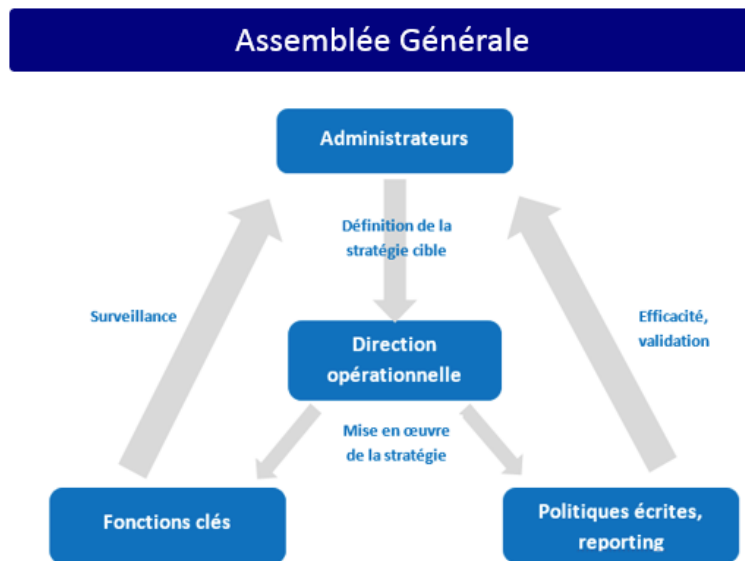 Assemblée Générale
Administrateurs
Définition de la
stratégie cible
Surveillance
Efficacité,
validation
Direction
opérationnelle
Mise en œuvre
de la stratégie
Fonctions clés
Politiques écrites,
reporting